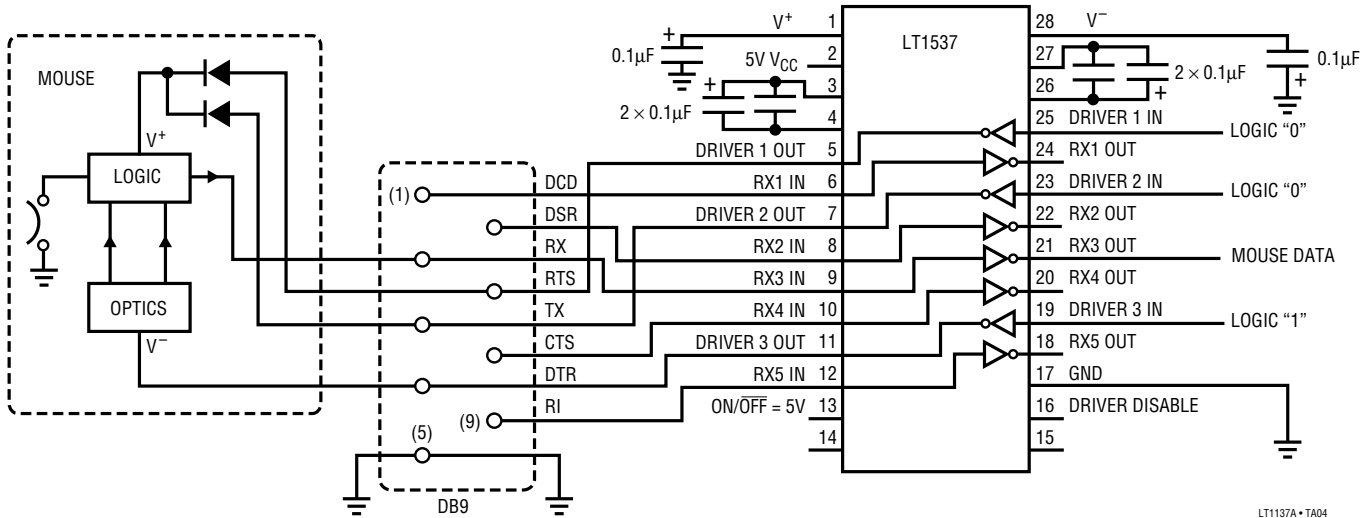 MOUSE
V+
LOGIC
OPTICS
V−
(1)
DCD
DSR
RX
RTS
TX
CTS
DTR
(9)
RI
(5)
DB9
LT1537
V+
1
0.1µF
+
5V VCC
2
3
+
2 × 0.1µF
4
DRIVER 1 OUT 5
RX1 IN 6
DRIVER 2 OUT 7
RX2 IN 8
RX3 IN 9
RX4 IN 10
DRIVER 3 OUT 11
RX5 IN 12
ON/OFF = 5V 13
14
28 V−
27
26
2 × 0.1µF
+
0.1µF
+
25 DRIVER 1 IN
LOGIC “0”
24 RX1 OUT
23 DRIVER 2 IN
LOGIC “0”
22 RX2 OUT
21 RX3 OUT
MOUSE DATA
20 RX4 OUT
19 DRIVER 3 IN
LOGIC “1”
18 RX5 OUT
17 GND
16 DRIVER DISABLE
15
LT1137A • TA04